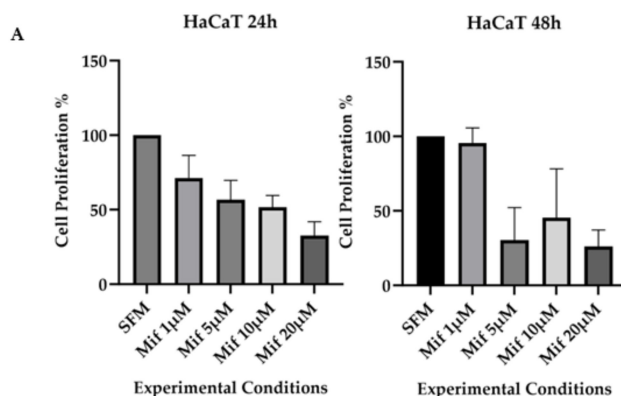 A
HaCaT 24h
Cell Proliferation %
150
100
50
0
SFM
Mif 1µM
Mif 5µM
Mif 10µM
Mif 20µM
Experimental Conditions
HaCaT 48h
Cell Proliferation %
150
100
50
0
SFM
Mif 1µM
Mif 5µM
Mif 10µM
Mif 20µM
Experimental Conditions